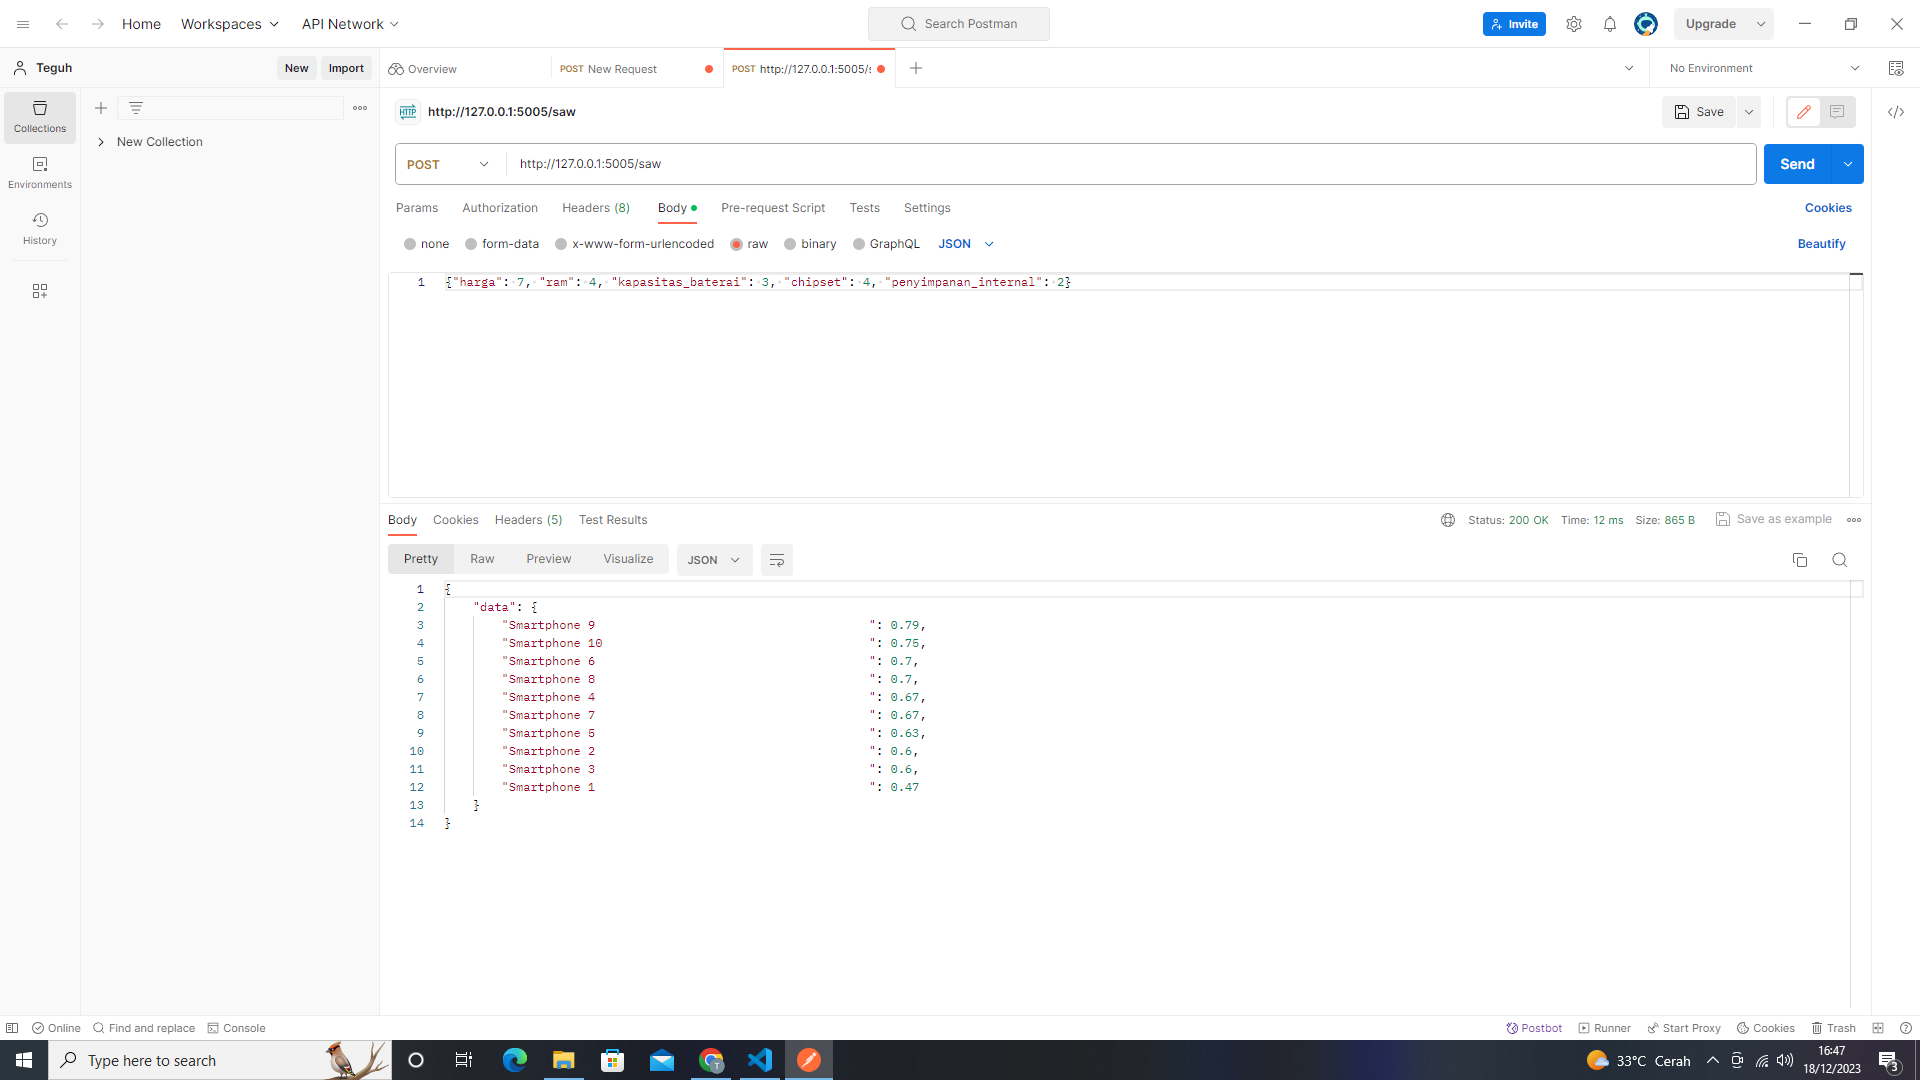 Home Workspaces API Network Search Postman Invite Upgrade
Teguh New Import Overview POST New Request POST http://127.0.0.1:5005/s No Environment
Collections
New Collection
Environments
History
HTTP http://127.0.0.1:5005/saw Save
POST http://127.0.0.1:5005/saw Send
Params Authorization Headers (8) Body Pre-request Script Tests Settings Cookies
none form-data x-www-form-urlencoded raw binary GraphQL JSON Beautify
1 {"harga": 7, "ram": 4, "kapasitas_baterai": 3, "chipset": 4, "penyimpanan_internal": 2}
Body Cookies Headers (5) Test Results Status: 200 OK Time: 12 ms Size: 865 B Save as example
Pretty Raw Preview Visualize JSON
1 {
2 "data": {
3 "Smartphone 9 ": 0.79,
4 "Smartphone 10 ": 0.75,
5 "Smartphone 6 ": 0.7,
6 "Smartphone 8 ": 0.7,
7 "Smartphone 4 ": 0.67,
8 "Smartphone 7 ": 0.67,
9 "Smartphone 5 ": 0.63,
10 "Smartphone 2 ": 0.6,
11 "Smartphone 3 ": 0.6,
12 "Smartphone 1 ": 0.47
13 }
14 }
Online Find and replace Console Postbot Runner Start Proxy Cookies Trash
Type here to search T 33°C Cerah 16:47
18/12/2023 3